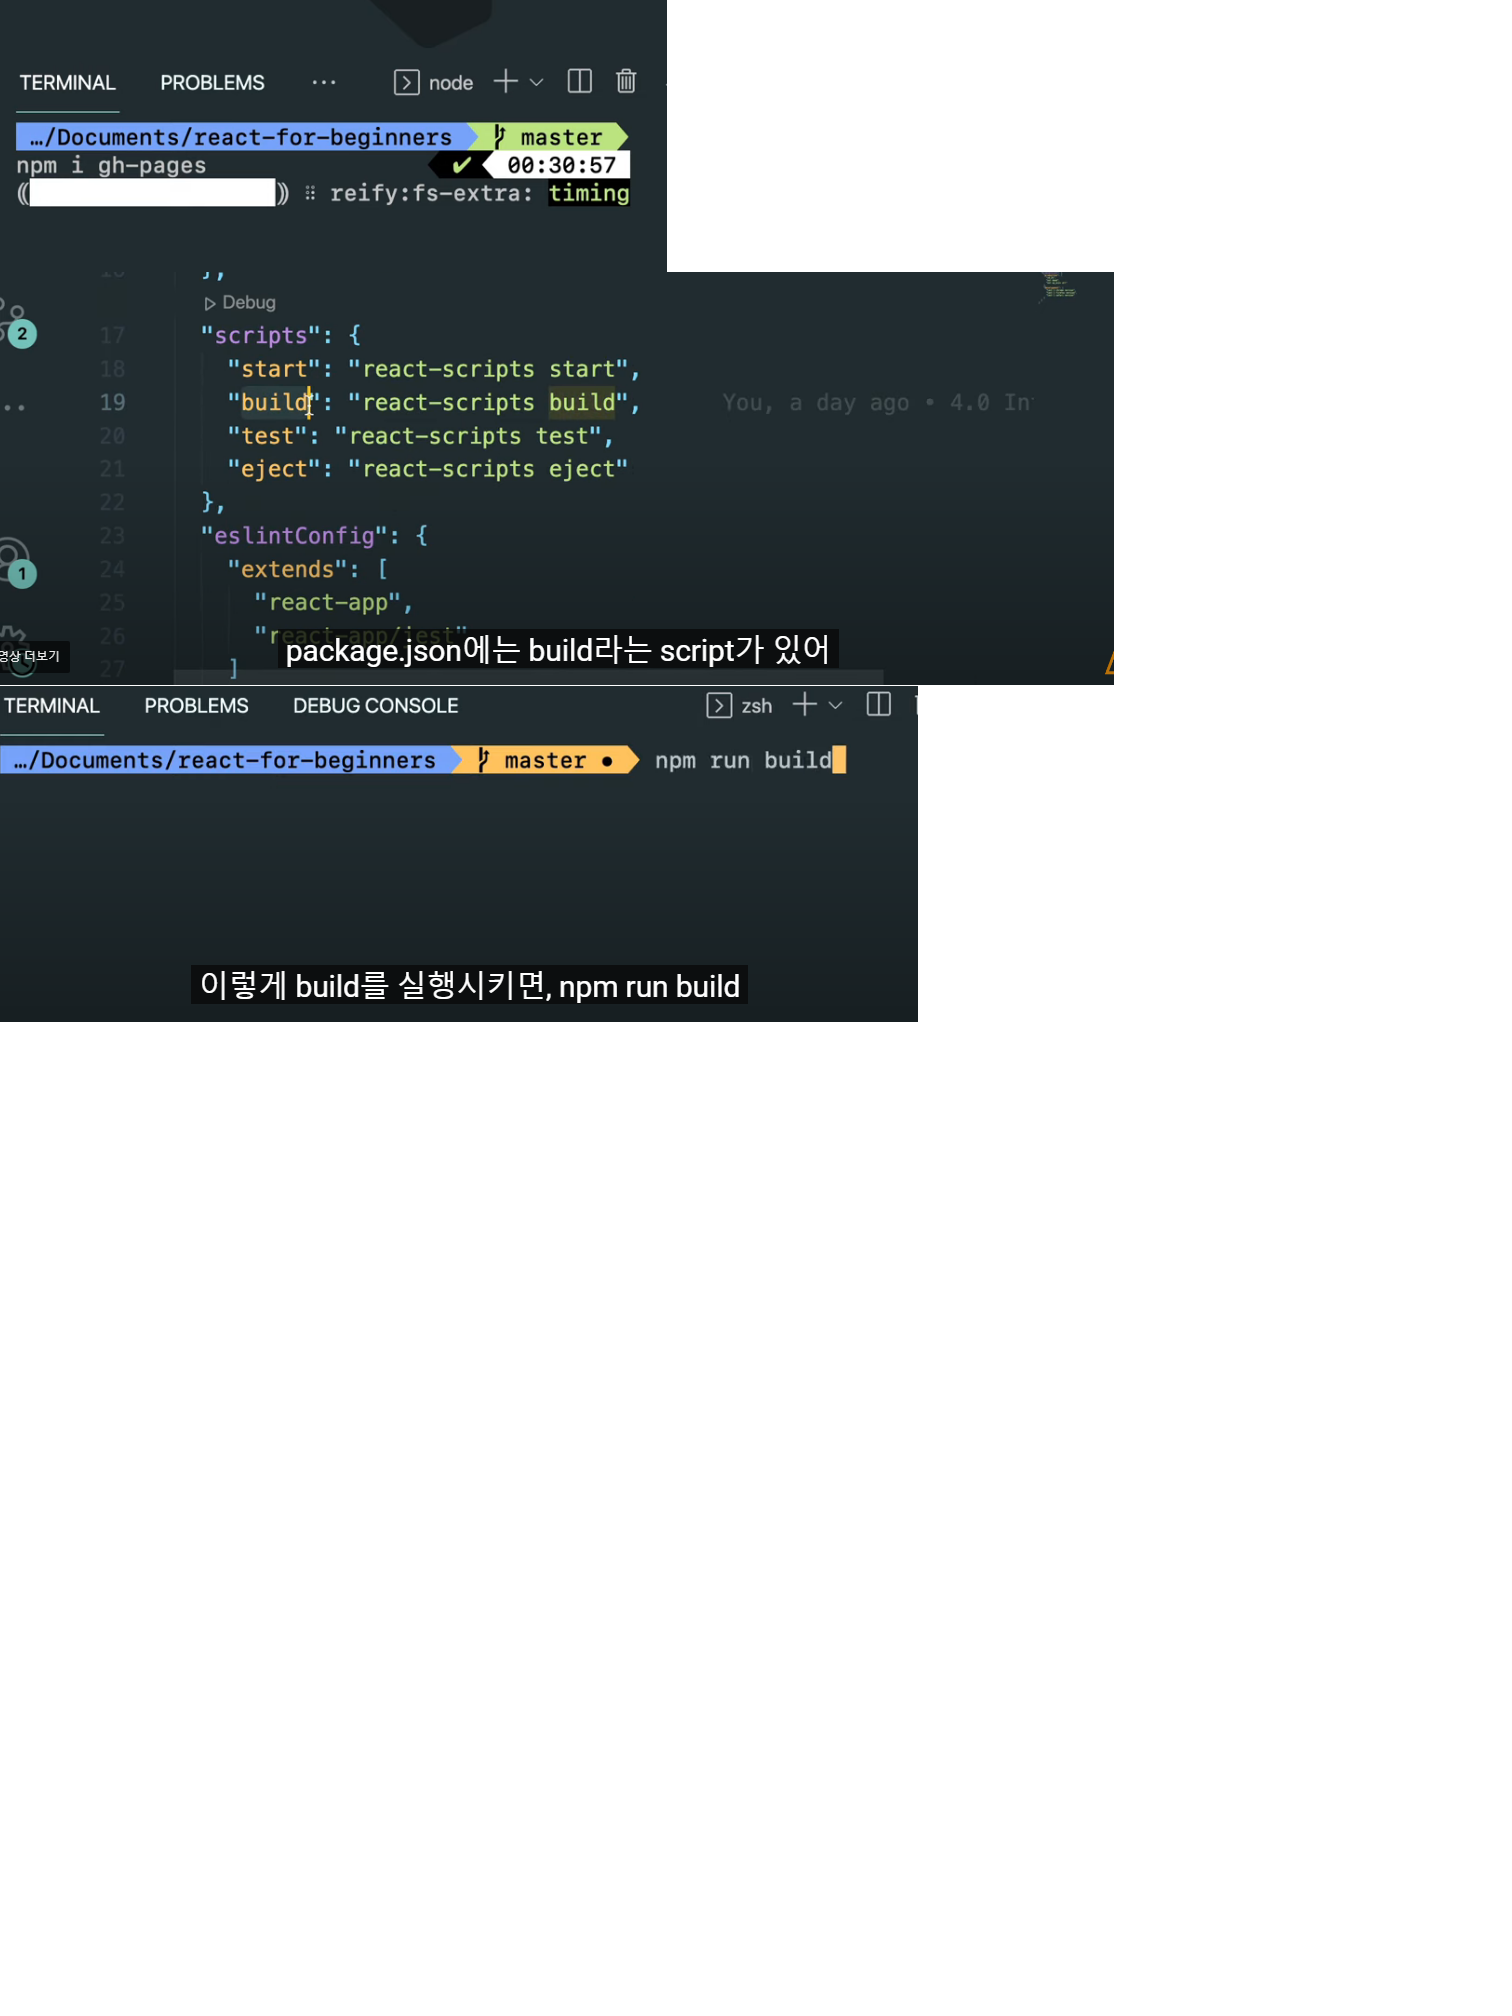 TERMINAL PROBLEMS ··· node
…/Documents/react-for-beginners master
npm i gh-pages ✔ 00:30:57
reify:fs-extra: timing
16 },
Debug
2
17 "scripts": {
18 "start": "react-scripts start",
19 "build": "react-scripts build", You, a day ago • 4.0 In
20 "test": "react-scripts test",
21 "eject": "react-scripts eject"
22 },
23 "eslintConfig": {
24 "extends": [
1
25 "react-app",
26 "react-app/jest"
package.json에는 build라는 script가 있어
영상 더보기
27 ]
TERMINAL PROBLEMS DEBUG CONSOLE zsh
…/Documents/react-for-beginners master ● npm run build
이렇게 build를 실행시키면, npm run build